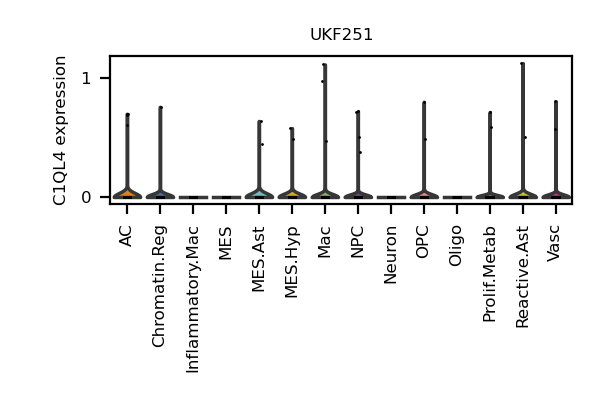 UKF251
C1QL4 expression
1
0
AC
Chromatin.Reg
Inflammatory.Mac
MES
MES.Ast
MES.Hyp
Mac
NPC
Neuron
OPC
Oligo
Prolif.Metab
Reactive.Ast
Vasc